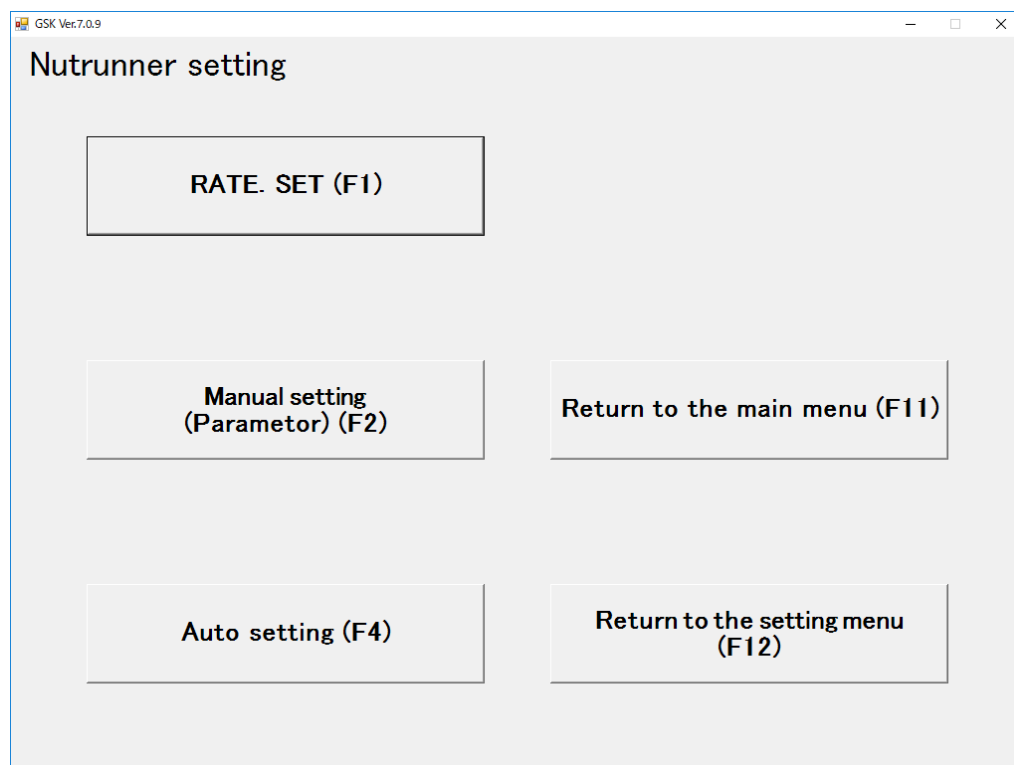 GSK Ver.7.0.9
Nutrunner setting
RATE. SET (F1)
Manual setting
(Parametor) (F2)
Return to the main menu (F11)
Auto setting (F4)
Return to the setting menu
(F12)